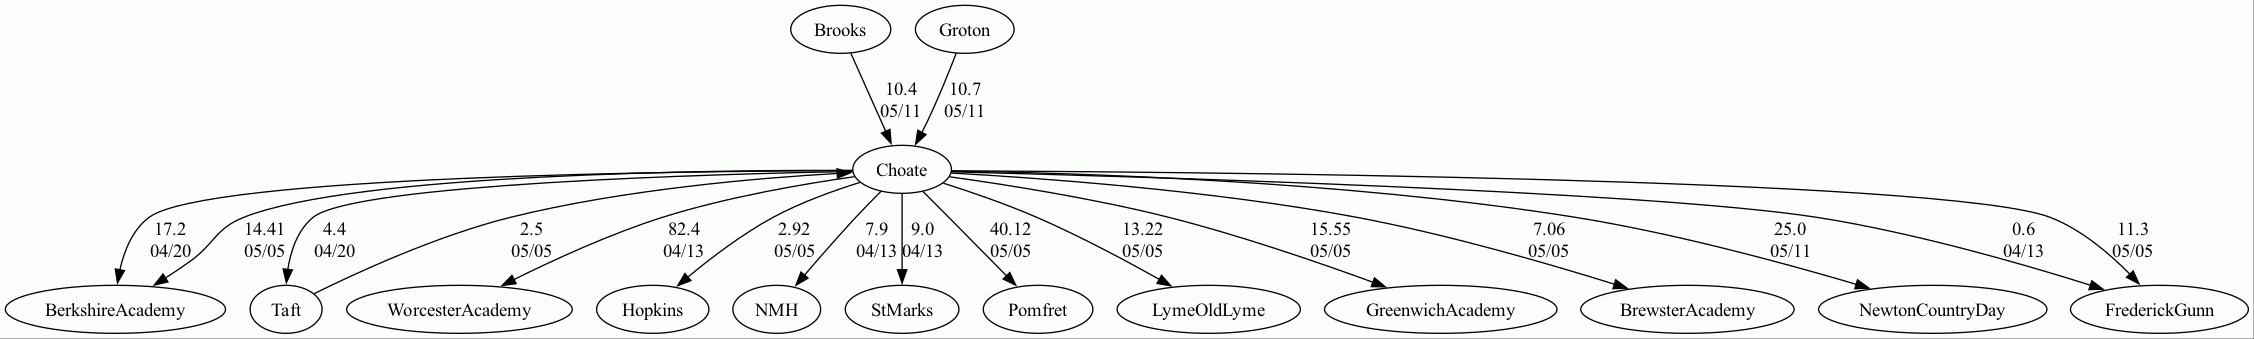 Brooks
Groton
10.4
05/11
10.7
05/11
Choate
17.2
04/20
14.41
05/05
4.4
04/20
2.5
05/05
82.4
04/13
2.92
05/05
7.9
04/13
9.0
04/13
40.12
05/05
13.22
05/05
15.55
05/05
7.06
05/05
25.0
05/11
0.6
04/13
11.3
05/05
BerkshireAcademy
Taft
WorcesterAcademy
Hopkins
NMH
StMarks
Pomfret
LymeOldLyme
GreenwichAcademy
BrewsterAcademy
NewtonCountryDay
FrederickGunn